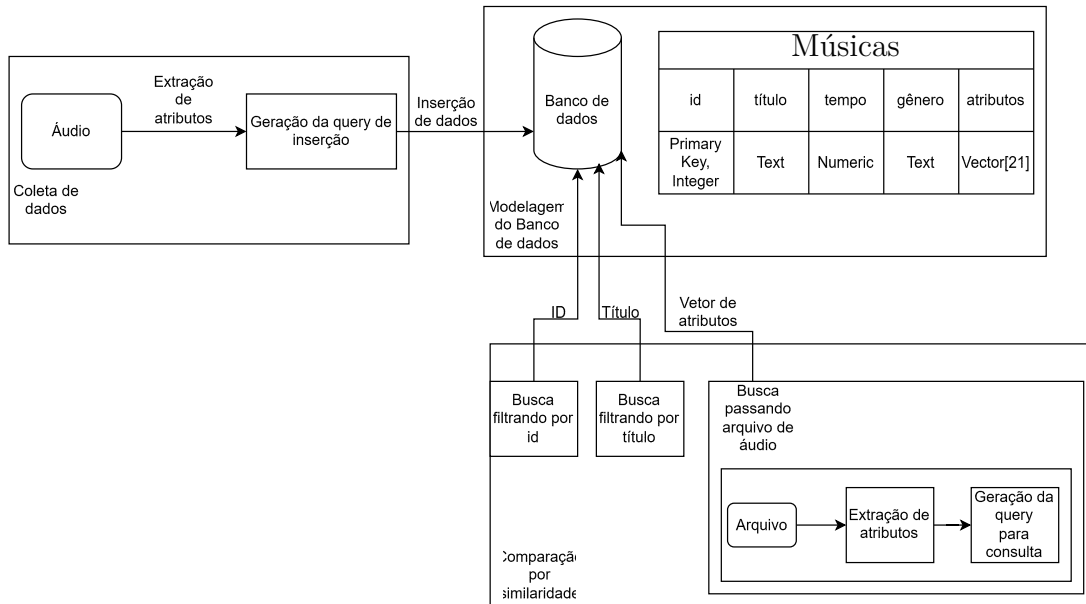 Músicas
id
título
tempo
gênero
atributos
Primary
Key,
Integer
Text
Numeric
Text
Vector[21]
Extração
de
atributos
Áudio
Geração da query de
inserção
Coleta de
dados
Inserção
de dados
Banco de
dados
Modelagem
do Banco
de dados
ID
Título
Vetor de
atributos
Busca
filtrando por
id
Busca
filtrando por
título
Busca
passando
arquivo de
áudio
Arquivo
Extração de
atributos
Geração da
query
para
consulta
Comparação
por
similaridade